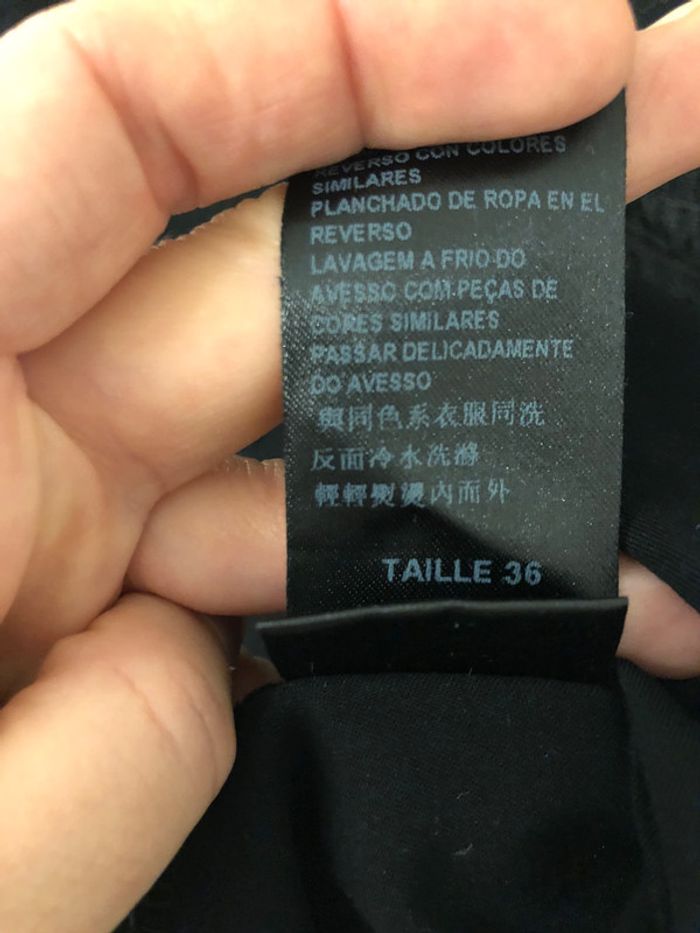 REVERSO CON COLORES
SIMILARES
PLANCHADO DE ROPA EN EL
REVERSO
LAVAGEM A FRIO DO
AVESSO COM PEÇAS DE
CORES SIMILARES
PASSAR DELICADAMENTE
DO AVESSO
與同色系衣服同洗
反面冷水洗滌
輕輕熨燙內面外
TAILLE 36